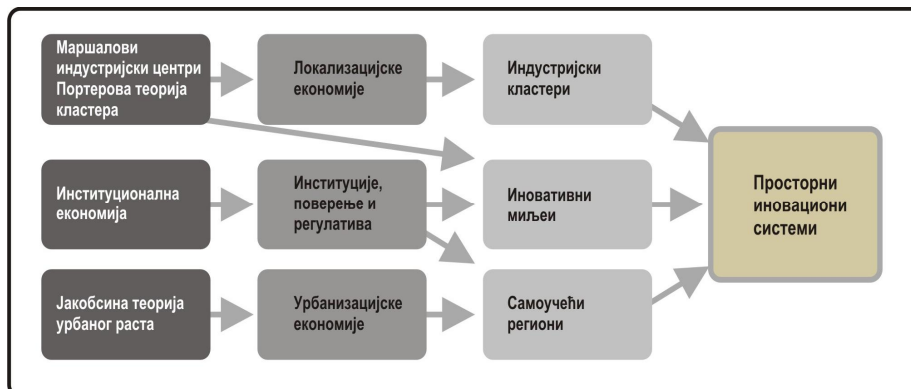 Маршалови
индустријски центри
Портерова теорија
кластера
Локализацијске
економије
Индустријски
кластери
Институционална
економија
Институције,
поверење и
регулатива
Иновативни
миљеи
Просторни
иновациони
системи
Јакобсина теорија
урбаног раста
Урбанизацијске
економије
Самоучећи
региони